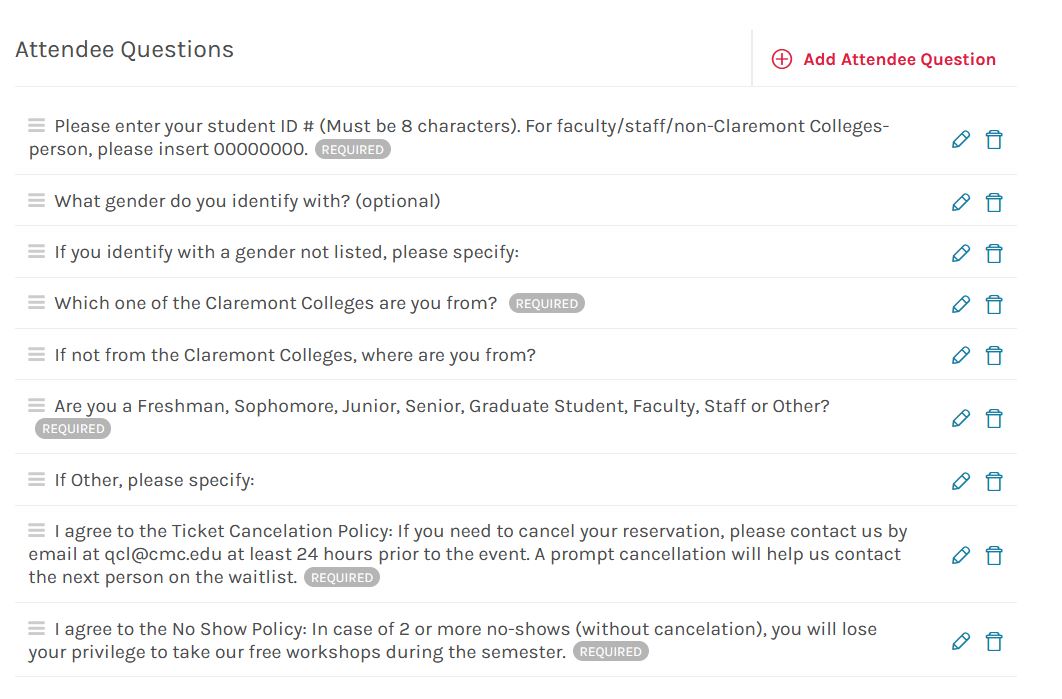 Attendee Questions
Add Attendee Question
Please enter your student ID # (Must be 8 characters). For faculty/staff/non-Claremont Colleges-
person, please insert 00000000. REQUIRED
What gender do you identify with? (optional)
If you identify with a gender not listed, please specify:
Which one of the Claremont Colleges are you from? REQUIRED
If not from the Claremont Colleges, where are you from?
Are you a Freshman, Sophomore, Junior, Senior, Graduate Student, Faculty, Staff or Other?
REQUIRED
If Other, please specify:
I agree to the Ticket Cancelation Policy: If you need to cancel your reservation, please contact us by
email at qcl@cmc.edu at least 24 hours prior to the event. A prompt cancellation will help us contact
the next person on the waitlist. REQUIRED
I agree to the No Show Policy: In case of 2 or more no-shows (without cancelation), you will lose
your privilege to take our free workshops during the semester. REQUIRED